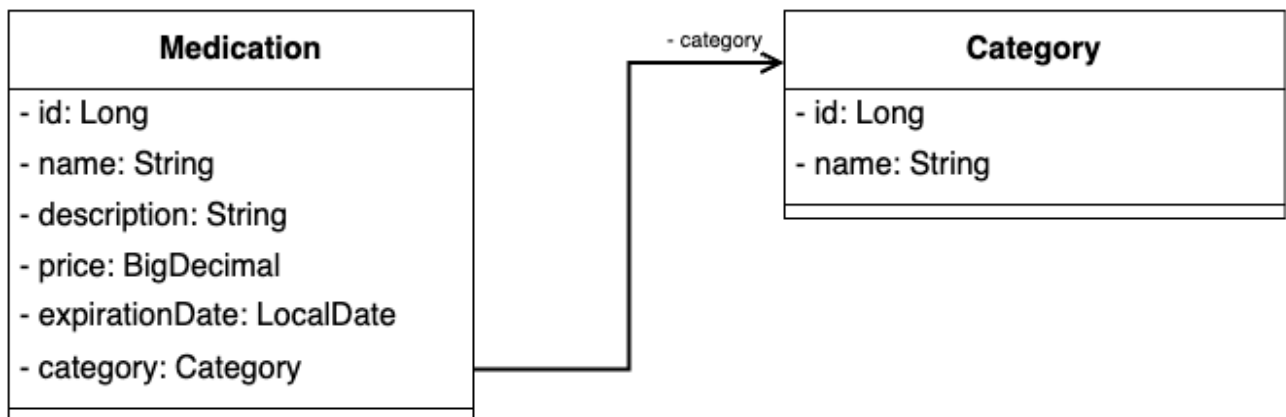 Medication
- id: Long
- name: String
- description: String
- price: BigDecimal
- expirationDate: LocalDate
- category: Category
- category
Category
- id: Long
- name: String